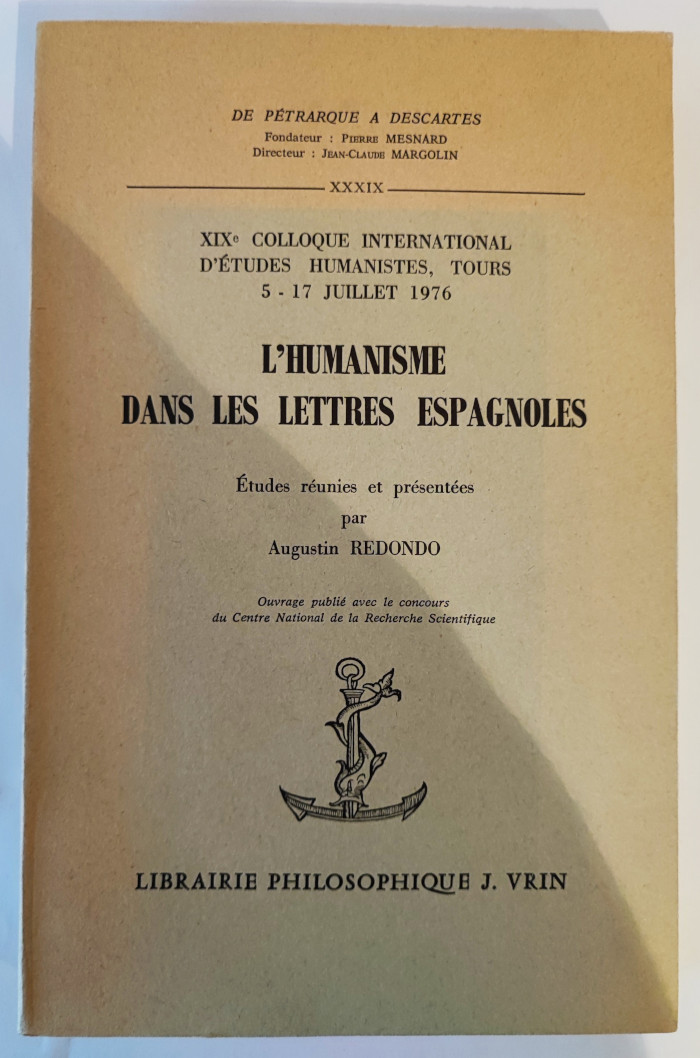 DE PÉTRARQUE A DESCARTES
Fondateur : PIERRE MESNARD
Directeur : JEAN-CLAUDE MARGOLIN
XXXIX
XIXe COLLOQUE INTERNATIONAL
D'ÉTUDES HUMANISTES, TOURS
5 - 17 JUILLET 1976
L'HUMANISME
DANS LES LETTRES ESPAGNOLES
Études réunies et présentées
par
Augustin REDONDO
Ouvrage publié avec le concours
du Centre National de la Recherche Scientifique
LIBRAIRIE PHILOSOPHIQUE J. VRIN